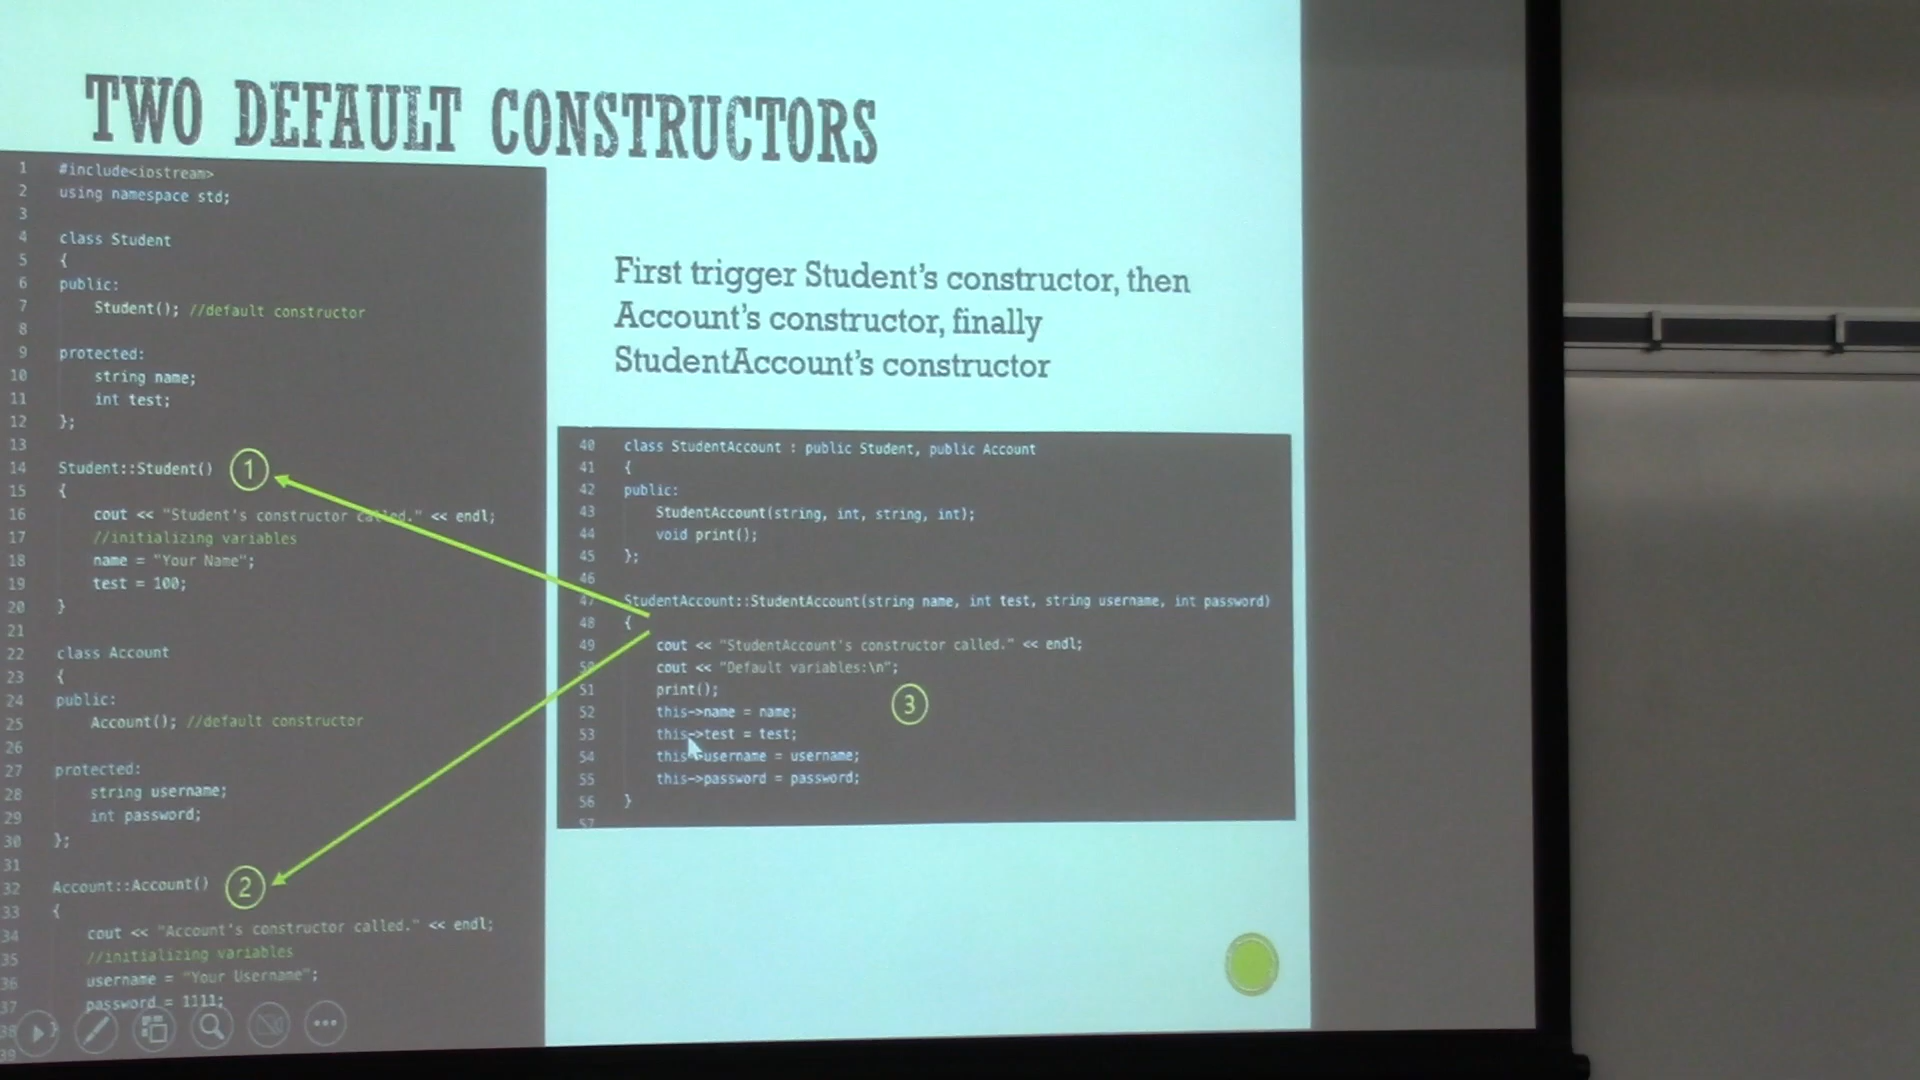 TWO DEFAULT CONSTRUCTORS
1 #include<iostream>
2 using namespace std;
3
4 class Student
5 {
6 public:
7 Student(); //default constructor
8
9 protected:
10 string name;
11 int test;
12 };
13
14 Student::Student() 1
15 {
16 cout << "Student's constructor called." << endl;
17 //initializing variables
18 name = "Your Name";
19 test = 100;
20 }
21
22 class Account
23 {
24 public:
25 Account(); //default constructor
26
27 protected:
28 string username;
29 int password;
30 };
31
32 Account::Account() 2
33 {
34 cout << "Account's constructor called." << endl;
35 //initializing variables
36 username = "Your Username";
37 password = 1111;
38 }
39
First trigger Student's constructor, then
Account's constructor, finally
StudentAccount's constructor
40 class StudentAccount : public Student, public Account
41 {
42 public:
43 StudentAccount(string, int, string, int);
44 void print();
45 };
46
47 StudentAccount::StudentAccount(string name, int test, string username, int password)
48 {
49 cout << "StudentAccount's constructor called." << endl;
50 cout << "Default variables:\n";
51 print(); 3
52 this->name = name;
53 this->test = test;
54 this->username = username;
55 this->password = password;
56 }
57